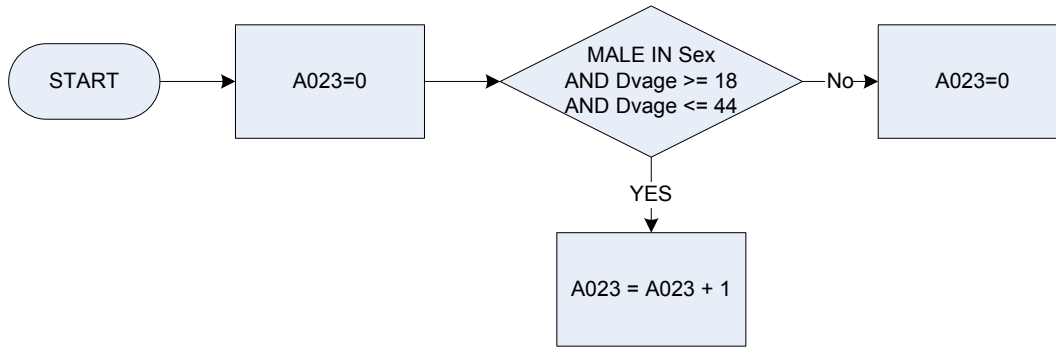 START
A023=0
MALE IN Sex
AND Dvage >= 18
AND Dvage <= 44
No
A023=0
YES
A023 = A023 + 1